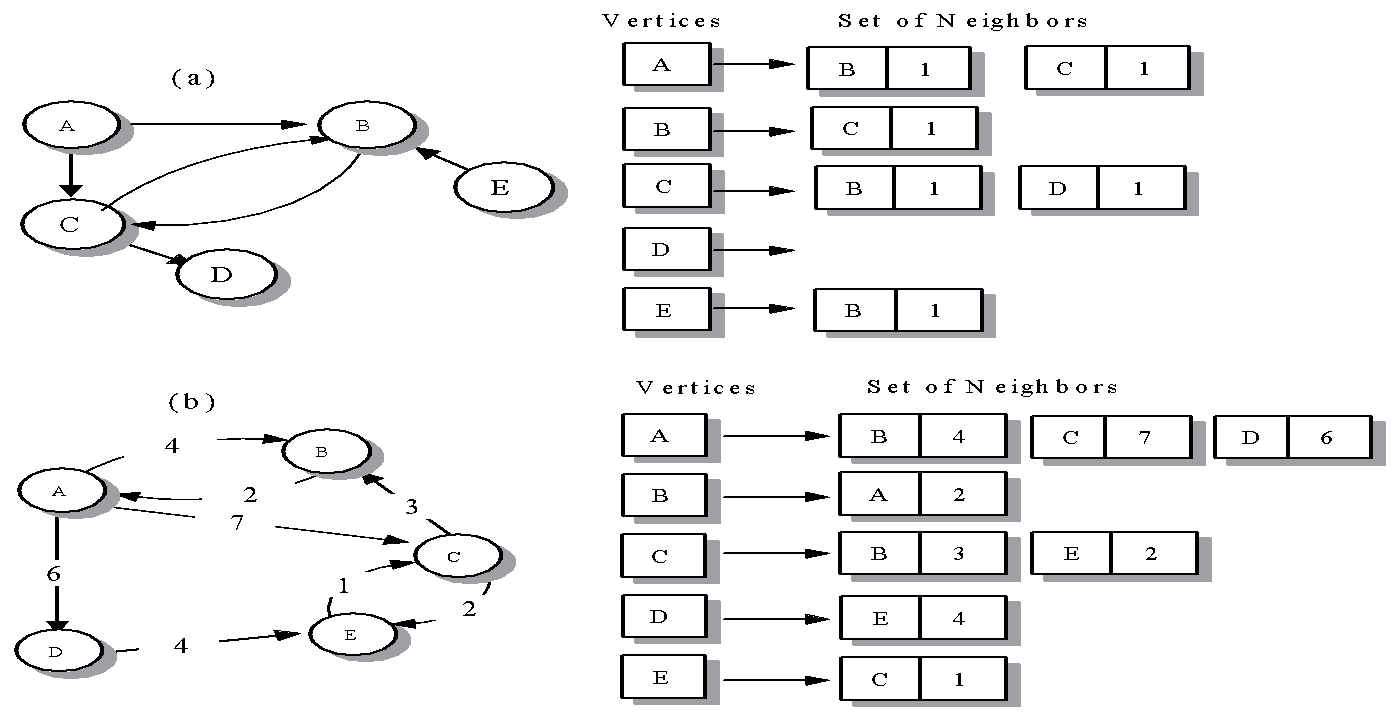 Vertices Set of Neighbors
(a)
A B 1 C 1
A B
B C 1
E
C B 1 D 1
C
D
D
E B 1
Vertices Set of Neighbors
(b)
4
A B 4 C 7 D 6
B
A
2
B A 2
3
7
C B 3 E 2
C
6
1
2
D E 4
E
4
D
E C 1